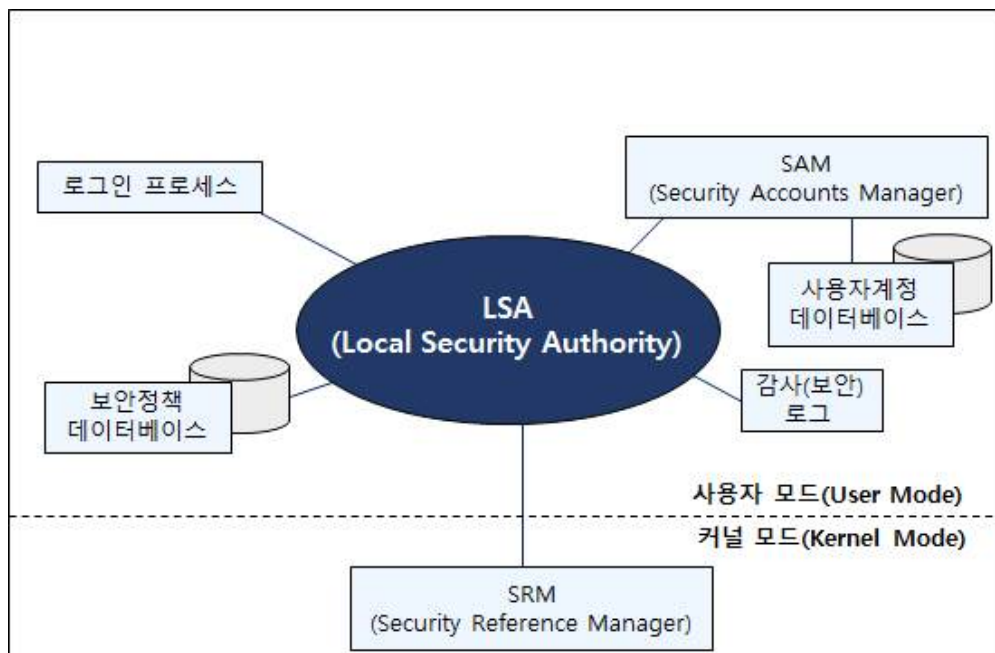 로그인 프로세스
SAM
(Security Accounts Manager)
사용자계정
데이터베이스
LSA
(Local Security Authority)
보안정책
데이터베이스
감사(보안)
로그
사용자 모드(User Mode)
커널 모드(Kernel Mode)
SRM
(Security Reference Manager)